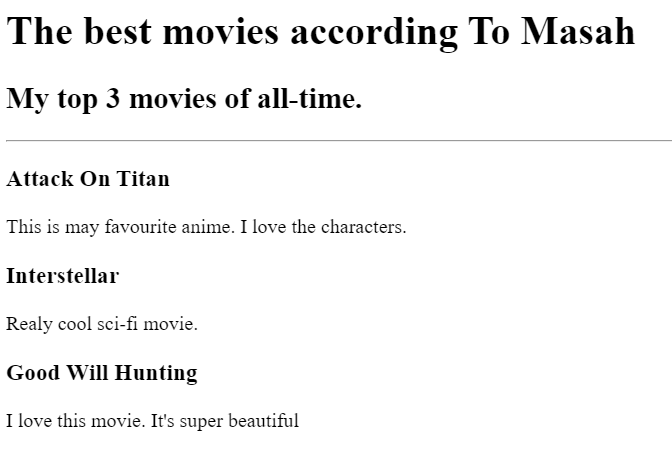 The best movies according To Masah
My top 3 movies of all-time.
Attack On Titan
This is may favourite anime. I love the characters.
Interstellar
Realy cool sci-fi movie.
Good Will Hunting
I love this movie. It's super beautiful